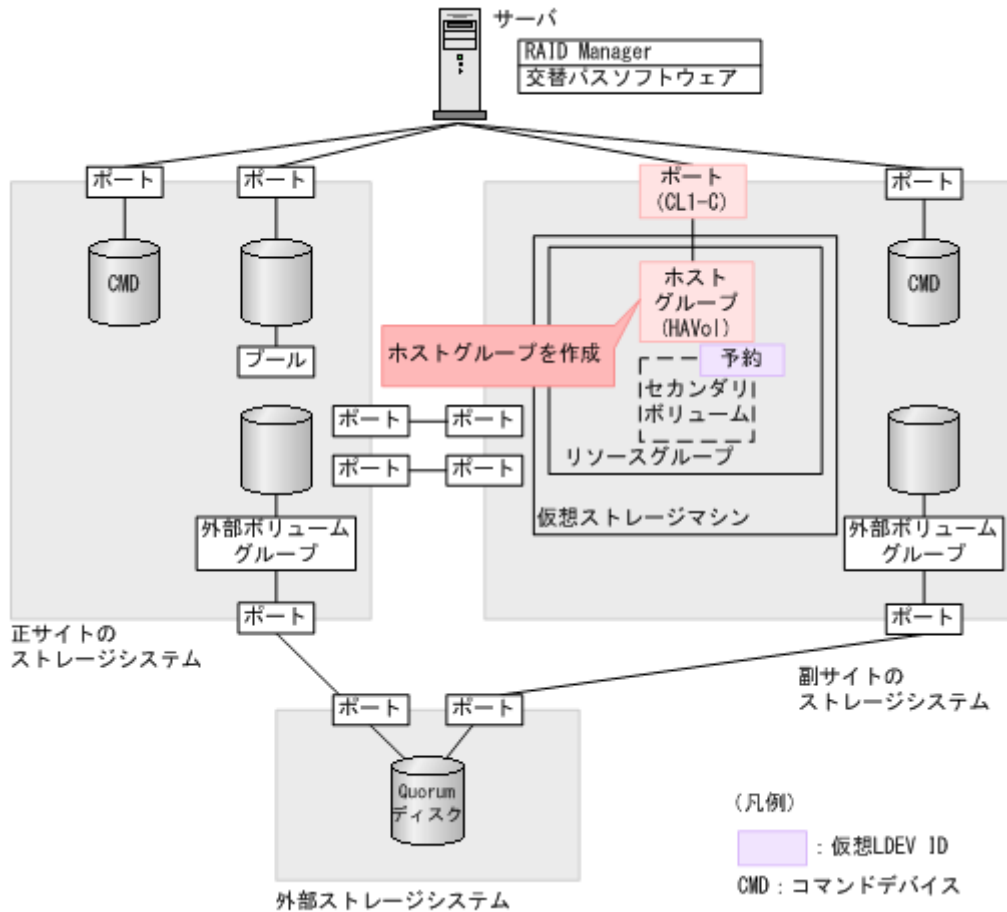 サーバ
RAID Manager
交替パスソフトウェア
ポート
ポート
ポート
(CL1-C)
ポート
CMD
ホスト
グループ
(HAVol)
CMD
ホストグループを作成
プール
予約
セカンダリ
ボリューム
ポート
ポート
ポート
ポート
リソースグループ
仮想ストレージマシン
外部ボリューム
グループ
外部ボリューム
グループ
ポート
ポート
正サイトの
ストレージシステム
副サイトの
ストレージシステム
ポート
ポート
Quorum
ディスク
外部ストレージシステム
(凡例)
：仮想LDEV ID
CMD：コマンドデバイス